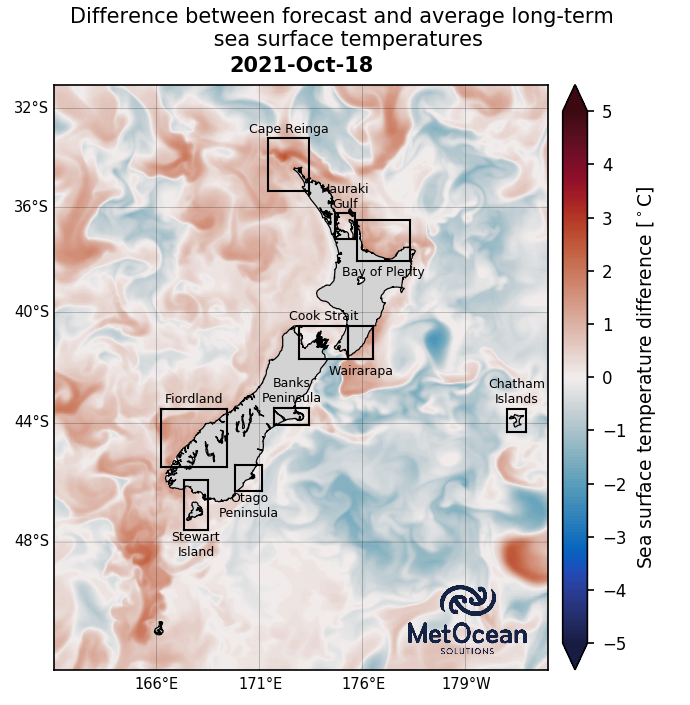 Difference between forecast and average long-term
sea surface temperatures
2021-Oct-18
32°S
36°S
40°S
44°S
48°S
Cape Reinga
Hauraki
Gulf
Bay of Plenty
Cook Strait
Wairarapa
Banks
Peninsula
Fiordland
Chatham
Islands
Otago
Peninsula
Stewart
Island
MetOcean
SOLUTIONS
166°E
171°E
176°E
179°W
5
4
3
2
1
0
−1
−2
−3
−4
−5
Sea surface temperature difference [°C]